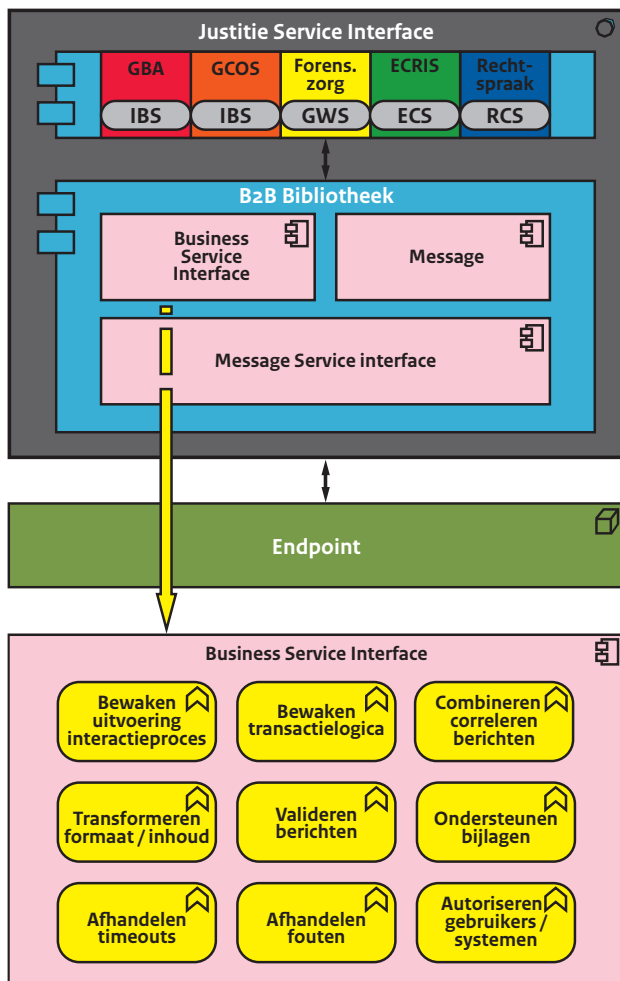 Justitie Service Interface
GBA
GCOS
Forens.
zorg
ECRIS
Recht-
spraak
IBS
IBS
GWS
ECS
RCS
B2B Bibliotheek
Business
Service
Interface
Message
Message Service interface
Endpoint
Business Service Interface
Bewaken
uitvoering
interactieproces
Bewaken
transactielogica
Combineren
correleren
berichten
Transformeren
formaat / inhoud
Valideren
berichten
Ondersteunen
bijlagen
Afhandelen
timeouts
Afhandelen
fouten
Autoriseren
gebruikers /
systemen